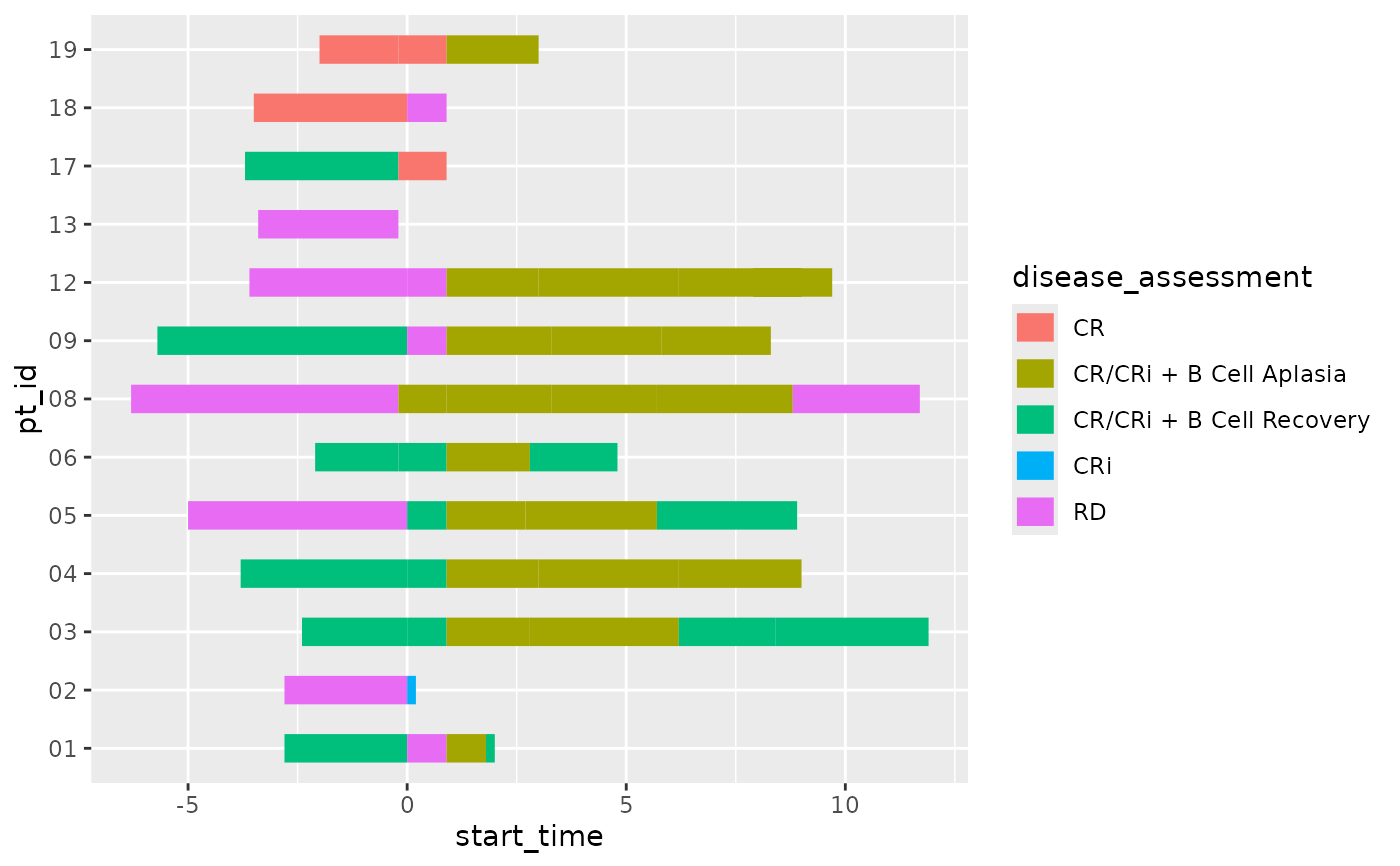 19
18
17
13
12
09
08
06
05
04
03
02
01
pt_id
-5 0 5 10
start_time
disease_assessment
CR
CR/CRi + B Cell Aplasia
CR/CRi + B Cell Recovery
CRi
RD